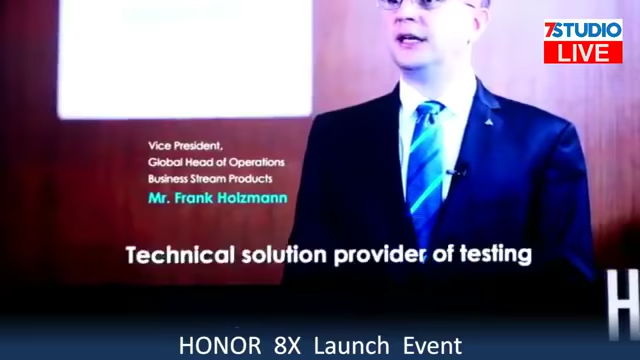 7STUDIO
LIVE
Vice President,
Global Head of Operations
Business Stream Products
Mr. Frank Holzmann
Technical solution provider of testing
H
HONOR 8X Launch Event